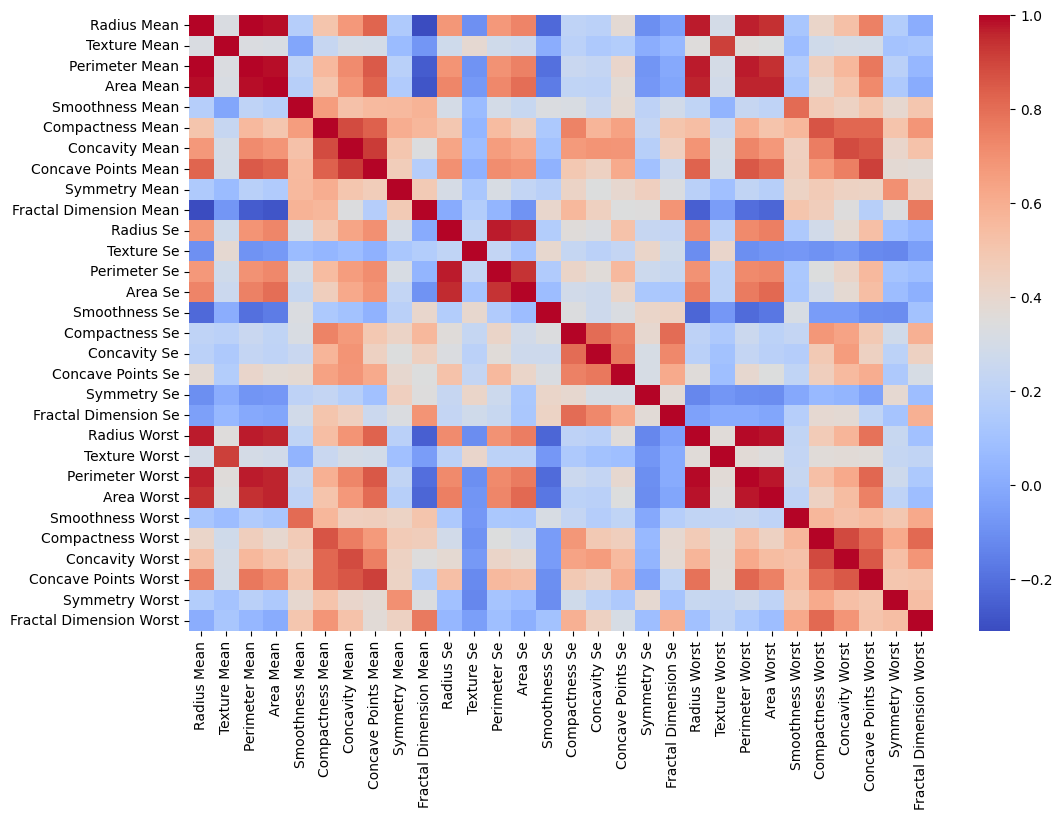 Radius Mean
Texture Mean
Perimeter Mean
Area Mean
Smoothness Mean
Compactness Mean
Concavity Mean
Concave Points Mean
Symmetry Mean
Fractal Dimension Mean
Radius Se
Texture Se
Perimeter Se
Area Se
Smoothness Se
Compactness Se
Concavity Se
Concave Points Se
Symmetry Se
Fractal Dimension Se
Radius Worst
Texture Worst
Perimeter Worst
Area Worst
Smoothness Worst
Compactness Worst
Concavity Worst
Concave Points Worst
Symmetry Worst
Fractal Dimension Worst
Radius Mean
Texture Mean
Perimeter Mean
Area Mean
Smoothness Mean
Compactness Mean
Concavity Mean
Concave Points Mean
Symmetry Mean
Fractal Dimension Mean
Radius Se
Texture Se
Perimeter Se
Area Se
Smoothness Se
Compactness Se
Concavity Se
Concave Points Se
Symmetry Se
Fractal Dimension Se
Radius Worst
Texture Worst
Perimeter Worst
Area Worst
Smoothness Worst
Compactness Worst
Concavity Worst
Concave Points Worst
Symmetry Worst
Fractal Dimension Worst
1.0
0.8
0.6
0.4
0.2
0.0
−0.2